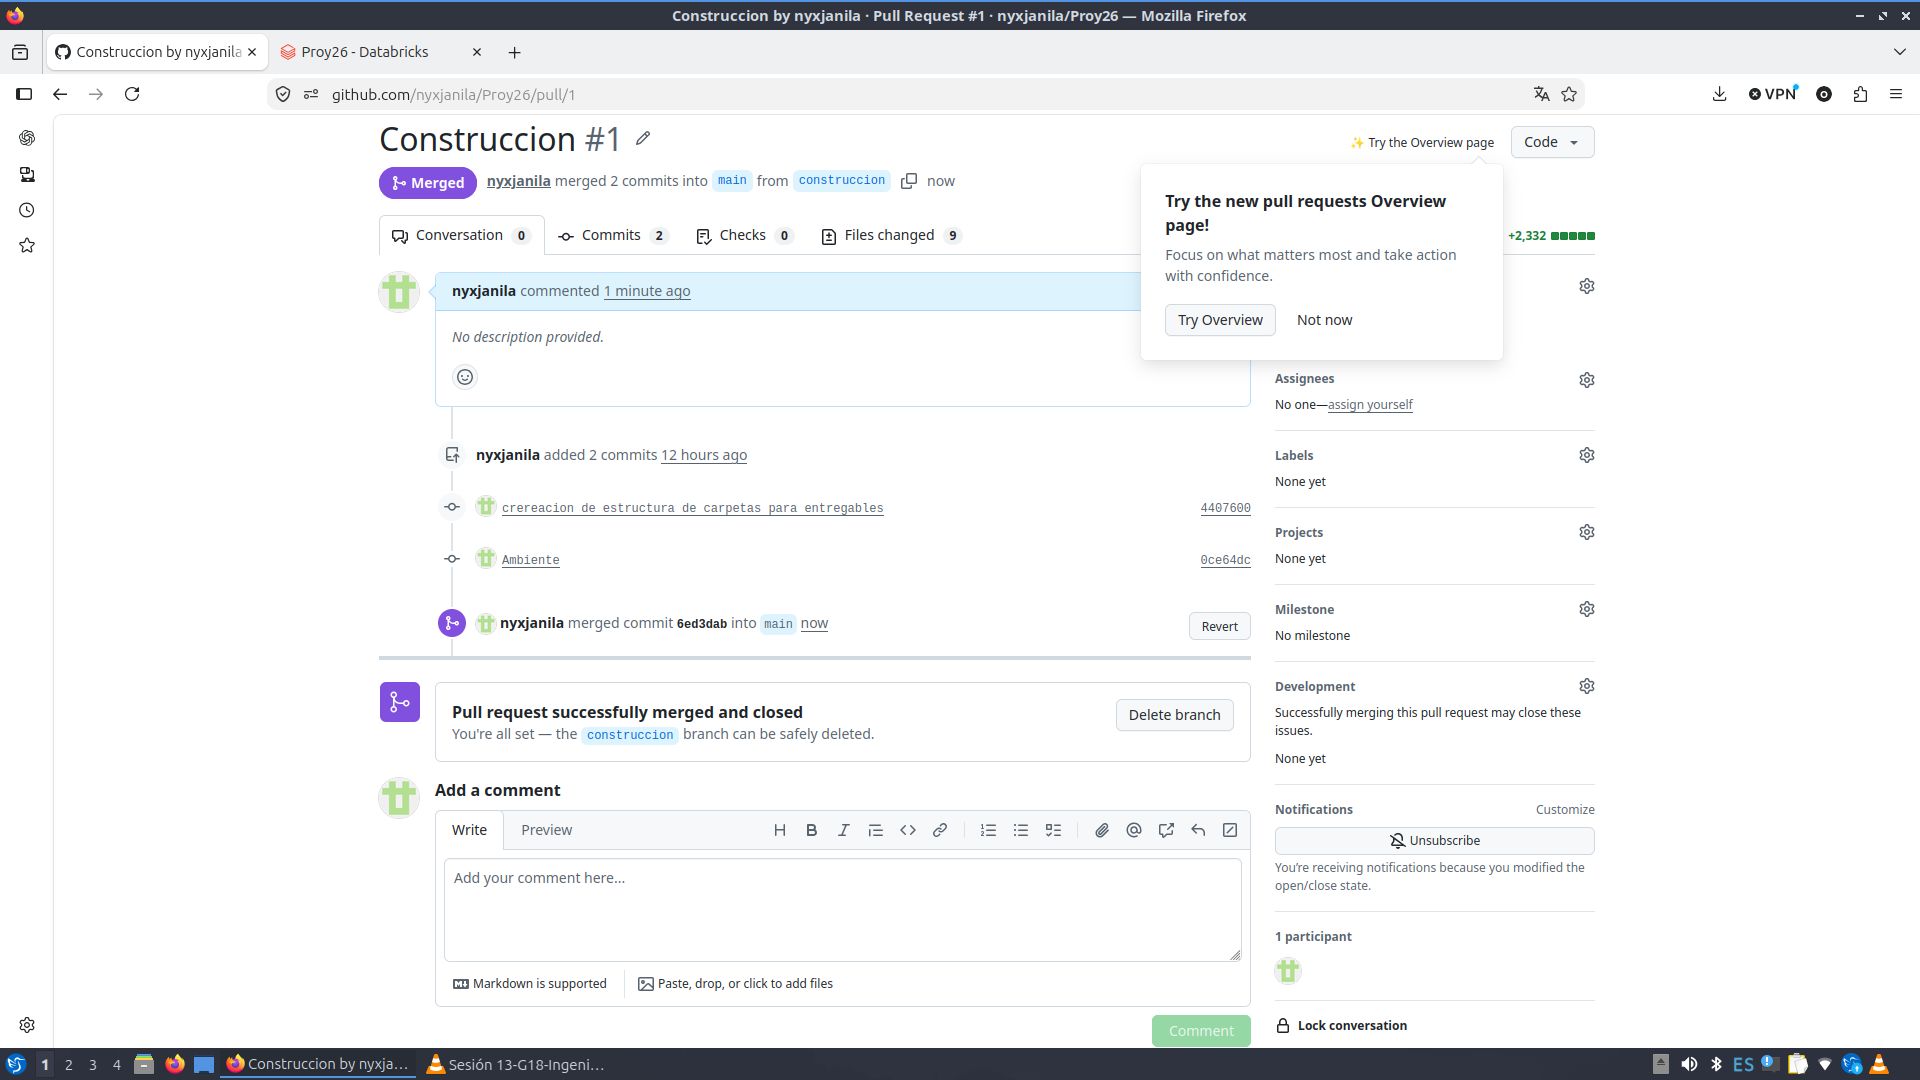 Construccion by nyxjanila · Pull Request #1 · nyxjanila/Proy26 — Mozilla Firefox
Construccion by nyxjanila
Proy26 - Databricks
github.com/nyxjanila/Proy26/pull/1
VPN
Construccion #1
Try the Overview page
Code
Merged
nyxjanila merged 2 commits into main from construccion now
Try the new pull requests Overview
page!
Focus on what matters most and take action
with confidence.
Try Overview
Not now
Conversation 0
Commits 2
Checks 0
Files changed 9
+2,332
nyxjanila commented 1 minute ago
No description provided.
Assignees
No one—assign yourself
nyxjanila added 2 commits 12 hours ago
Labels
None yet
crereacion de estructura de carpetas para entregables
4407600
Projects
None yet
Ambiente
0ce64dc
nyxjanila merged commit 6ed3dab into main now
Revert
Milestone
No milestone
Development
Successfully merging this pull request may close these
issues.
None yet
Pull request successfully merged and closed
You're all set — the construccion branch can be safely deleted.
Delete branch
Add a comment
Write
Preview
Add your comment here...
Markdown is supported
Paste, drop, or click to add files
Comment
Notifications
Customize
Unsubscribe
You're receiving notifications because you modified the
open/close state.
1 participant
Lock conversation
1
2
3
4
Construccion by nyxja...
Sesión 13-G18-Ingeni...
ES